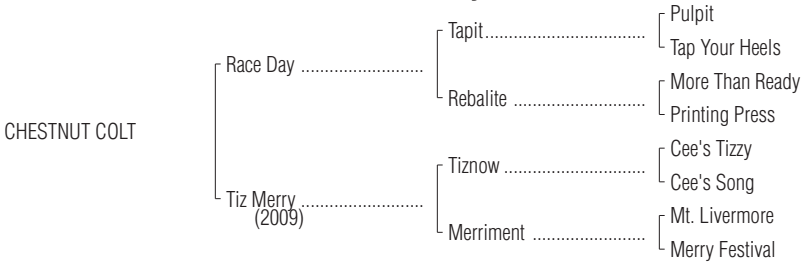 Pulpit
Tapit..................................
Tap Your Heels
Race Day ..........................
More Than Ready
Rebalite ............................
Printing Press
CHESTNUT COLT
Cee's Tizzy
Tiznow ..............................
Cee's Song
Tiz Merry ..........................
(2009)
Mt. Livermore
Merriment ........................
Merry Festival